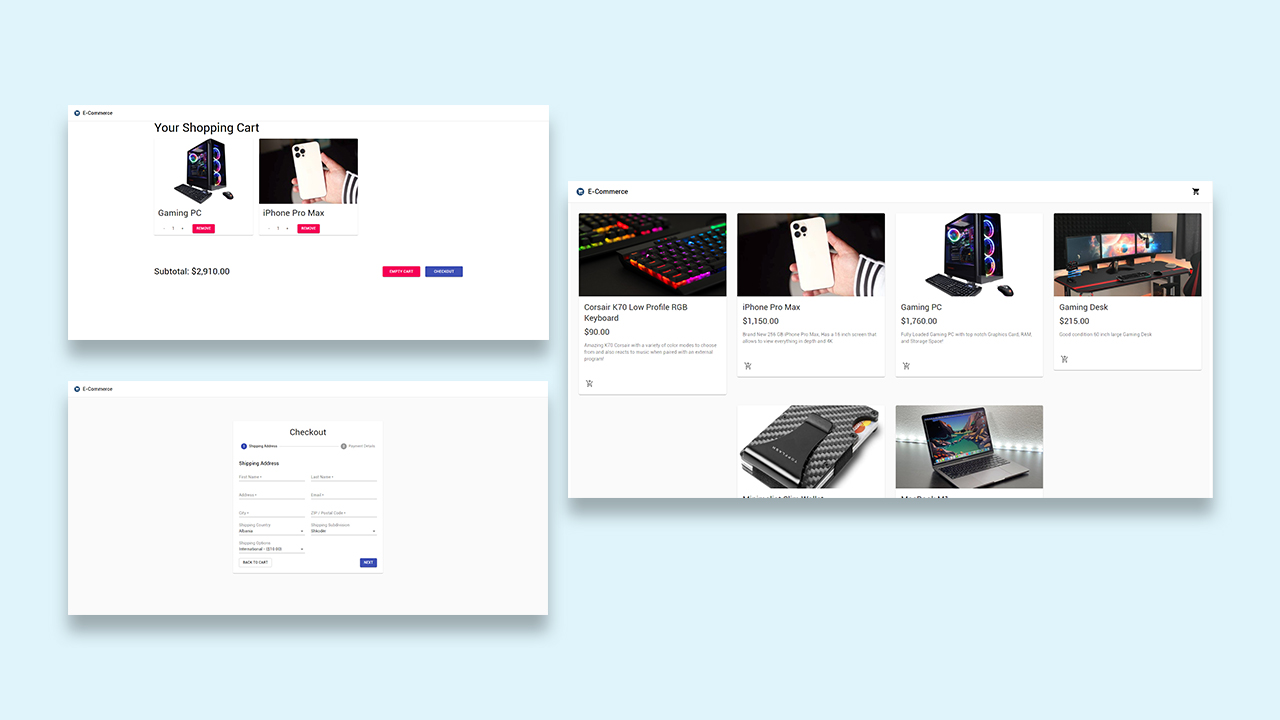 E-Commerce
Your Shopping Cart
Gaming PC
- 1 + REMOVE
iPhone Pro Max
- 1 + REMOVE
Subtotal: $2,910.00
EMPTY CART
CHECKOUT
E-Commerce
Checkout
1 Shipping Address
2 Payment Details
Shipping Address
First Name *
Last Name *
Address *
Email *
City *
ZIP / Postal Code *
Shipping Country
Albania
Shipping Subdivision
Shkodër
Shipping Options
International - ($10.00)
BACK TO CART
NEXT
E-Commerce
Corsair K70 Low Profile RGB
Keyboard
$90.00
Amazing K70 Corsair with a variety of color modes to choose
from and also reacts to music when paired with an external
program!
iPhone Pro Max
$1,150.00
Brand New 256 GB iPhone Pro Max, Has a 15 inch screen that
allows to view everything in depth and 4K
Gaming PC
$1,760.00
Fully Loaded Gaming PC with top notch Graphics Card, RAM,
and Storage Space!
Gaming Desk
$215.00
Good condition 60 inch large Gaming Desk
Minimalist Slim Wallet
MacBook M1